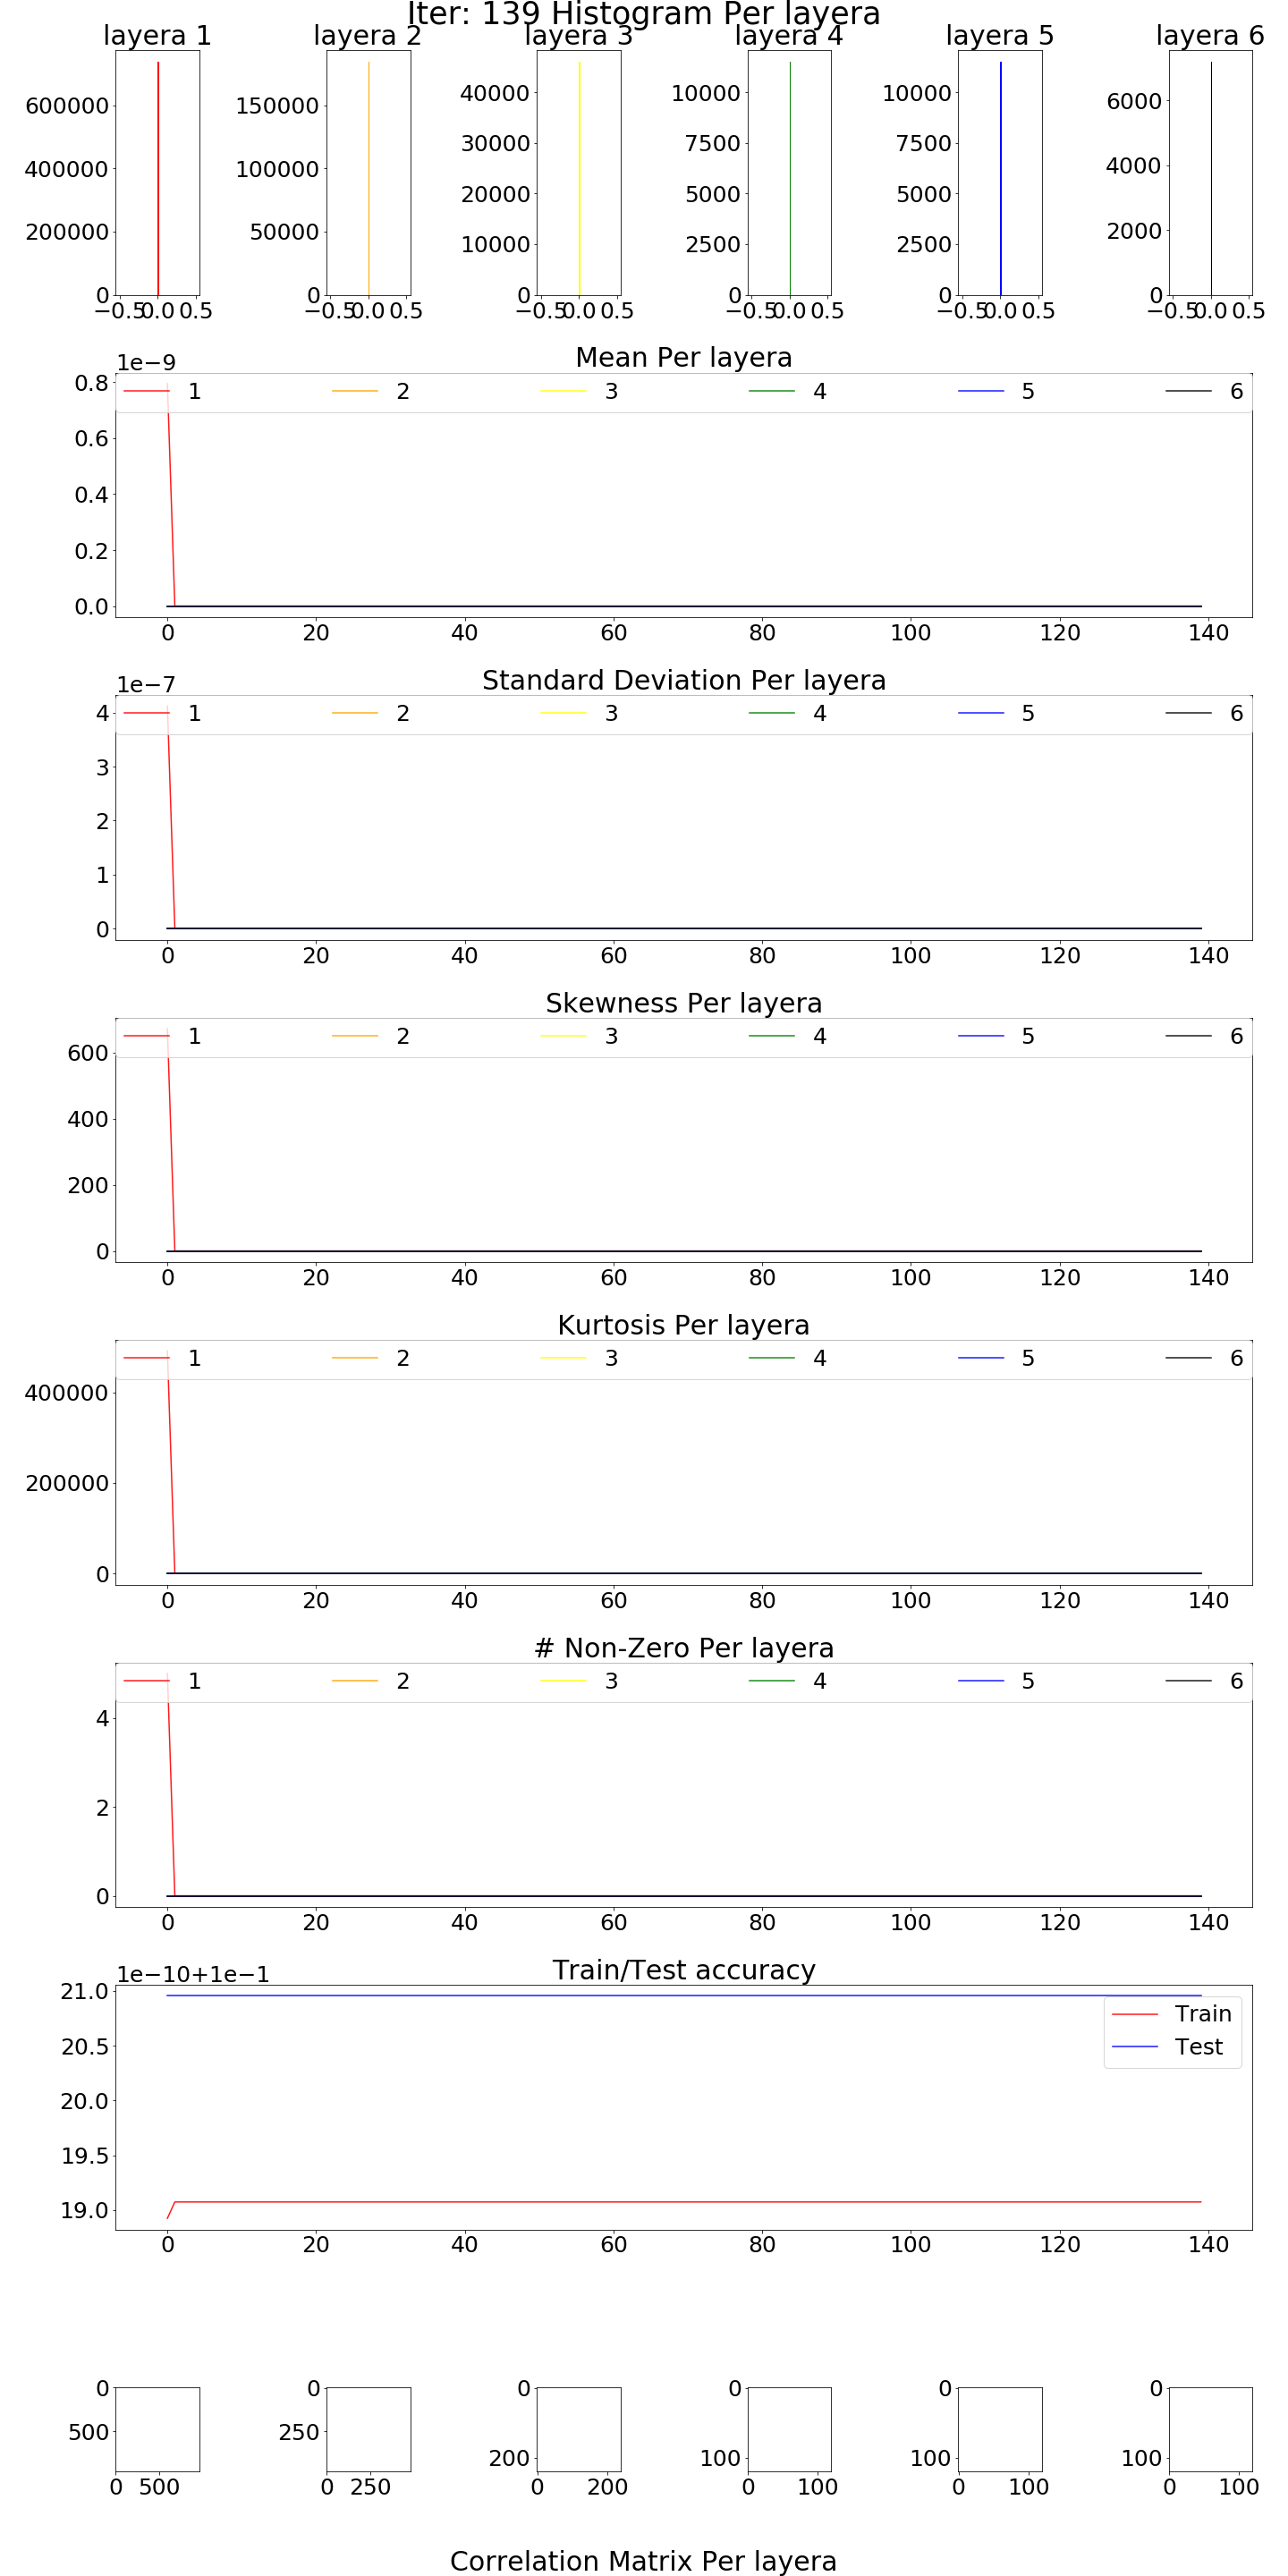 Iter: 139 Histogram Per layera
layera 1 layera 2 layera 3 layera 4 layera 5 layera 6
600000 400000 200000 0
−0.5 0.0 0.5
150000 100000 50000 0
−0.5 0.0 0.5
40000 30000 20000 10000 0
−0.5 0.0 0.5
10000 7500 5000 2500 0
−0.5 0.0 0.5
10000 7500 5000 2500 0
−0.5 0.0 0.5
6000 4000 2000 0
−0.5 0.0 0.5
Mean Per layera
1e−9
1 2 3 4 5 6
0.8
0.6
0.4
0.2
0.0
0 20 40 60 80 100 120 140
Standard Deviation Per layera
1e−7
1 2 3 4 5 6
4
3
2
1
0
0 20 40 60 80 100 120 140
Skewness Per layera
1 2 3 4 5 6
600
400
200
0
0 20 40 60 80 100 120 140
Kurtosis Per layera
1 2 3 4 5 6
400000
200000
0
0 20 40 60 80 100 120 140
# Non-Zero Per layera
1 2 3 4 5 6
4
2
0
0 20 40 60 80 100 120 140
Train/Test accuracy
1e−10+1e−1
Train
Test
21.0
20.5
20.0
19.5
19.0
0 20 40 60 80 100 120 140
0 500
0 500
0 250
0 250
0 200
0 200
0 100
0 100
0 100
0 100
0 100
0 100
Correlation Matrix Per layera